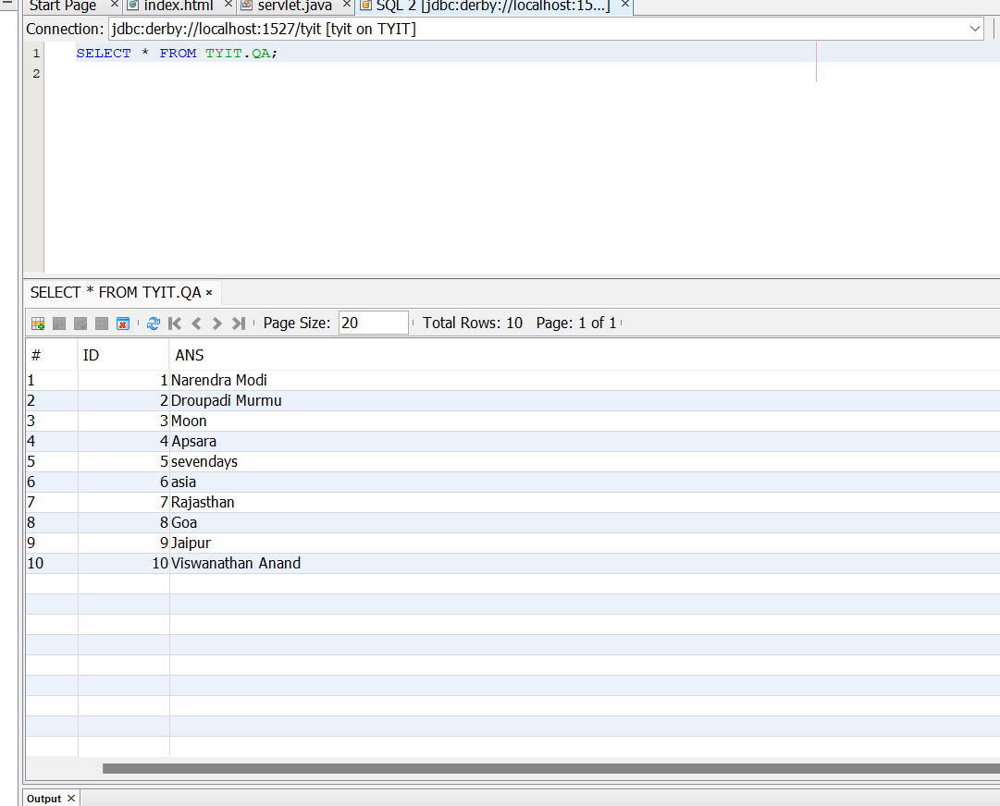 Start Page × index.html × servlet.java × SQL 2 [jdbc:derby://localhost:15...] ×
Connection: jdbc:derby://localhost:1527/tyit [tyit on TYIT]
1 SELECT * FROM TYIT.QA;
2
SELECT * FROM TYIT.QA ×
Page Size: 20 Total Rows: 10 Page: 1 of 1
# ID ANS
1 1 Narendra Modi
2 2 Droupadi Murmu
3 3 Moon
4 4 Apsara
5 5 sevendays
6 6 asia
7 7 Rajasthan
8 8 Goa
9 9 Jaipur
10 10 Viswanathan Anand
Output ×